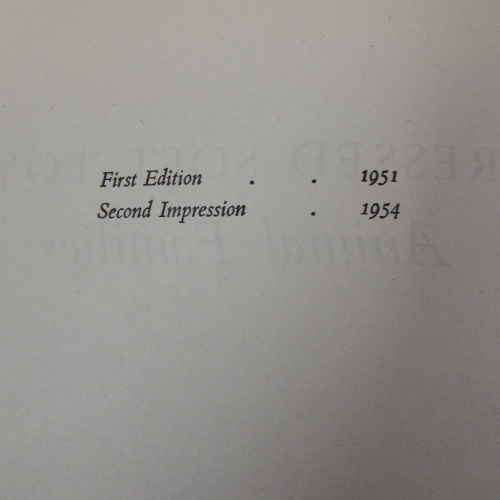 First Edition . . 1951
Second Impression . 1954